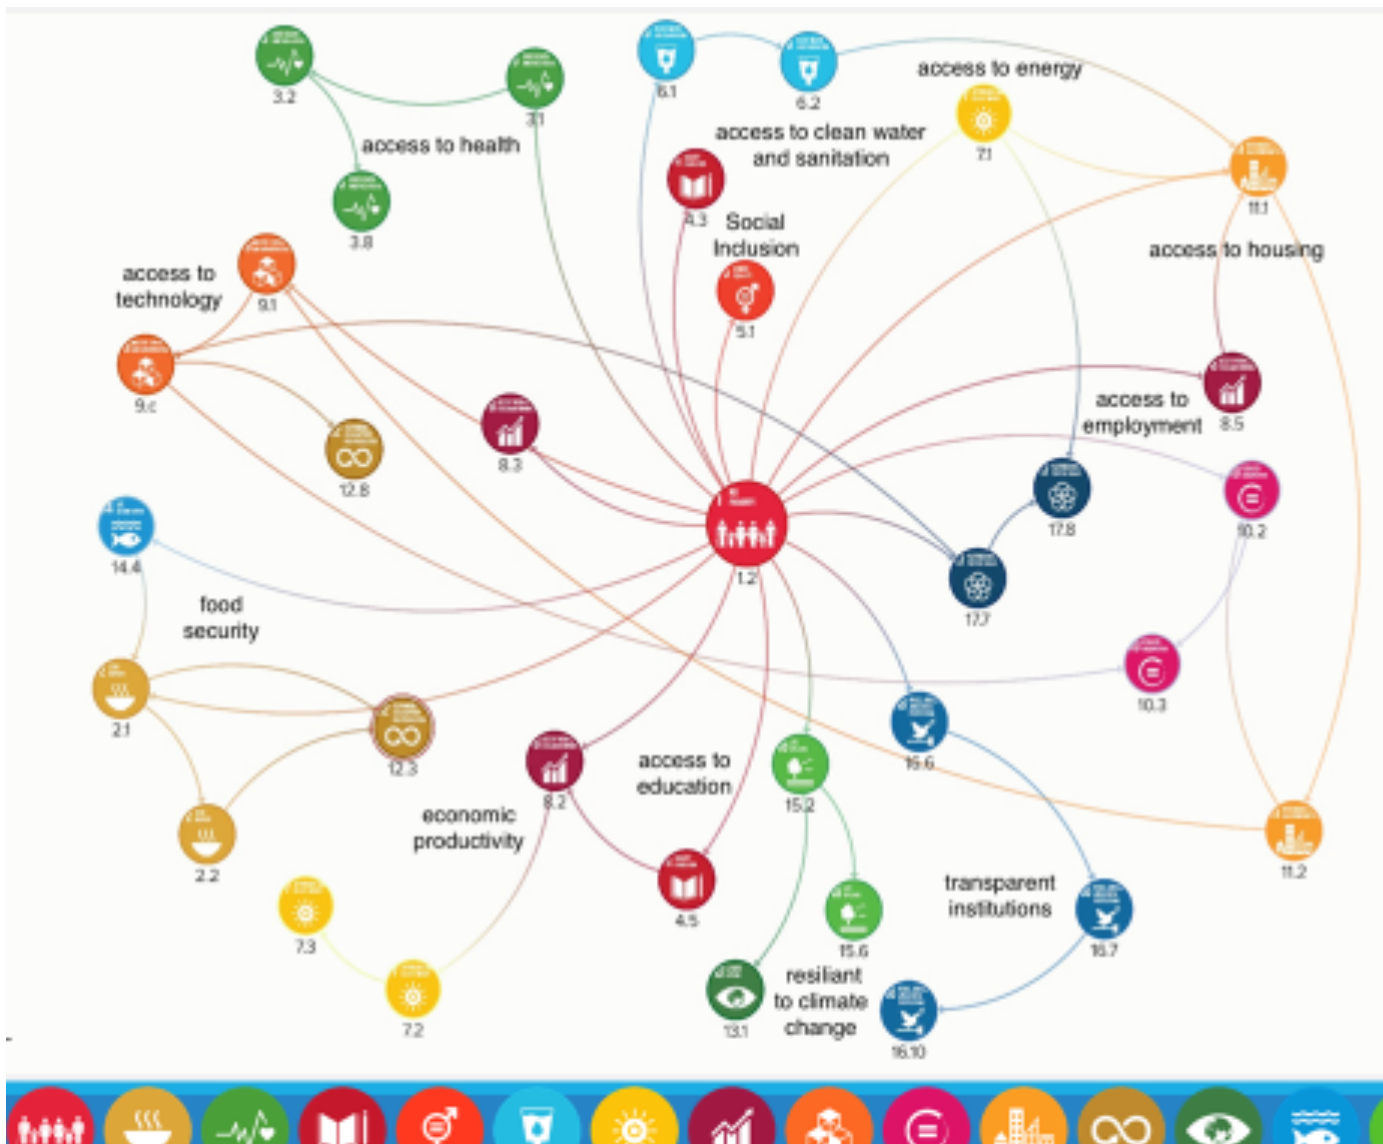 3.2
3.1
6.1
6.2
access to energy
7.1
access to health
access to clean water
and sanitation
3.8
4.3
Social
Inclusion
11.1
access to housing
access to
technology
9.1
5.1
9.c
8.3
12.8
access to
employment
8.5
17.8
10.2
14.4
1.2
food
security
17.7
2.1
10.3
12.3
16.6
access to
education
8.2
15.2
economic
productivity
2.2
11.2
4.5
transparent
institutions
7.3
15.6
16.7
resiliant
to climate
change
7.2
13.1
16.10